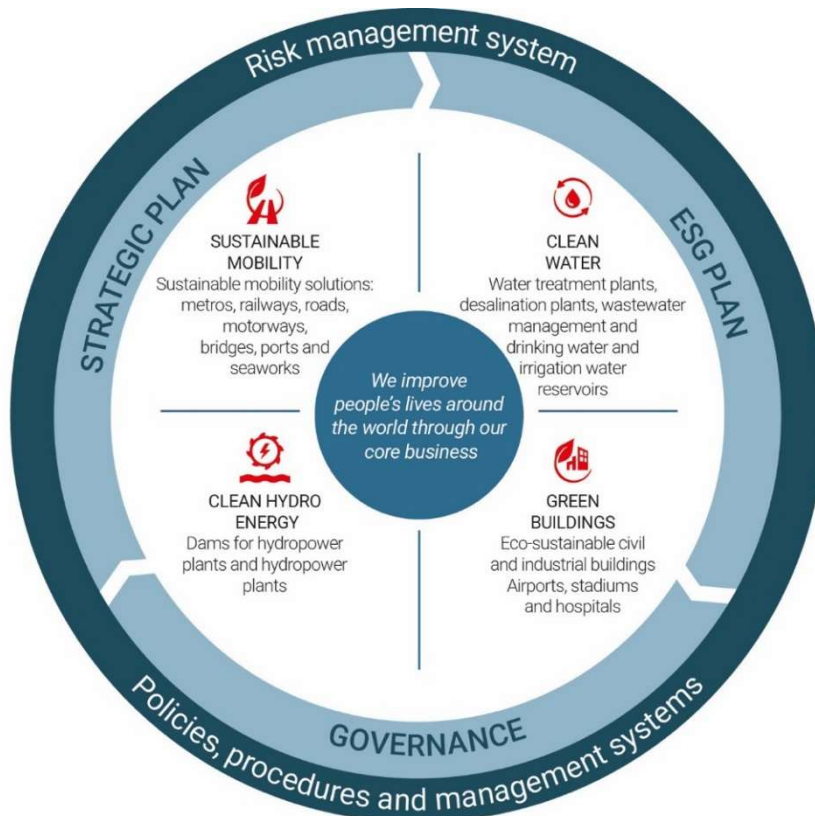 Risk management system
STRATEGIC PLAN
ESG PLAN
SUSTAINABLE
MOBILITY
Sustainable mobility solutions:
metros, railways, roads,
motorways,
bridges, ports and
seaworks
CLEAN
WATER
Water treatment plants,
desalination plants, wastewater
management and
drinking water and
irrigation water
reservoirs
We improve
people's lives around
the world through our
core business
CLEAN HYDRO
ENERGY
Dams for hydropower
plants and hydropower
plants
GREEN
BUILDINGS
Eco-sustainable civil
and industrial buildings
Airports, stadiums
and hospitals
GOVERNANCE
Policies, procedures and management systems